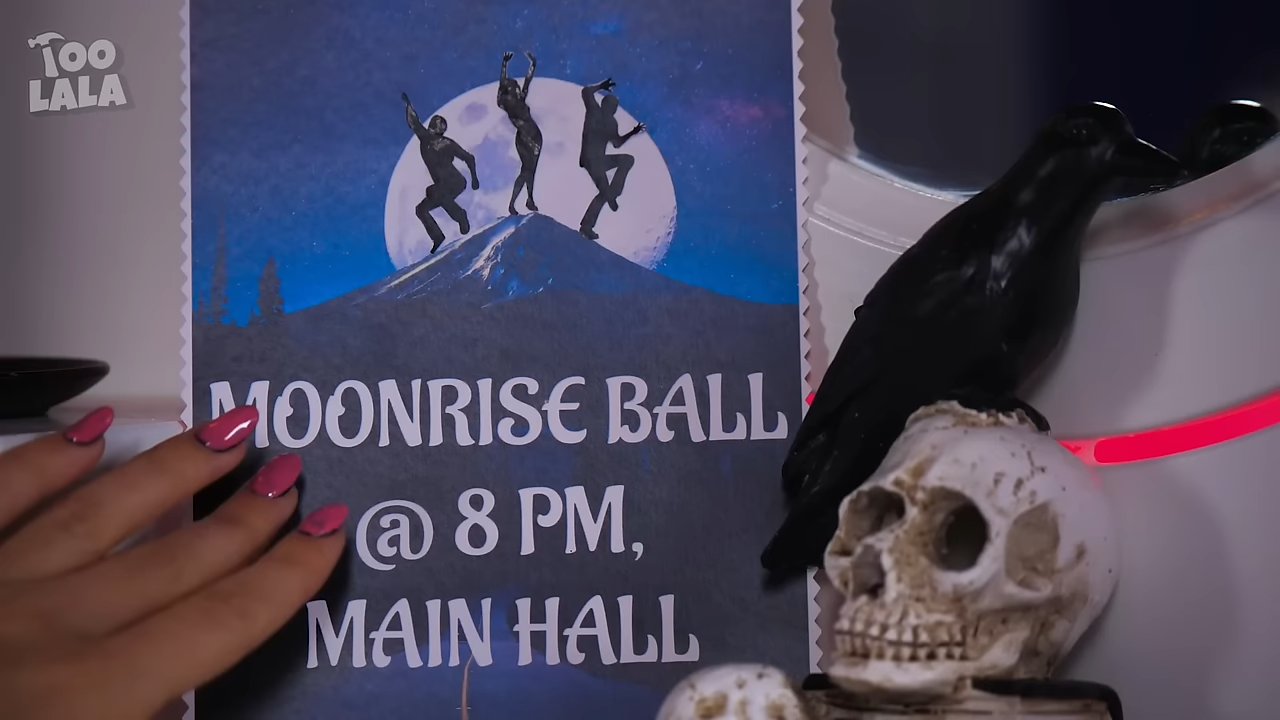 TOO
LALA
MOONRISE BALL
@ 8 PM,
MAIN HALL